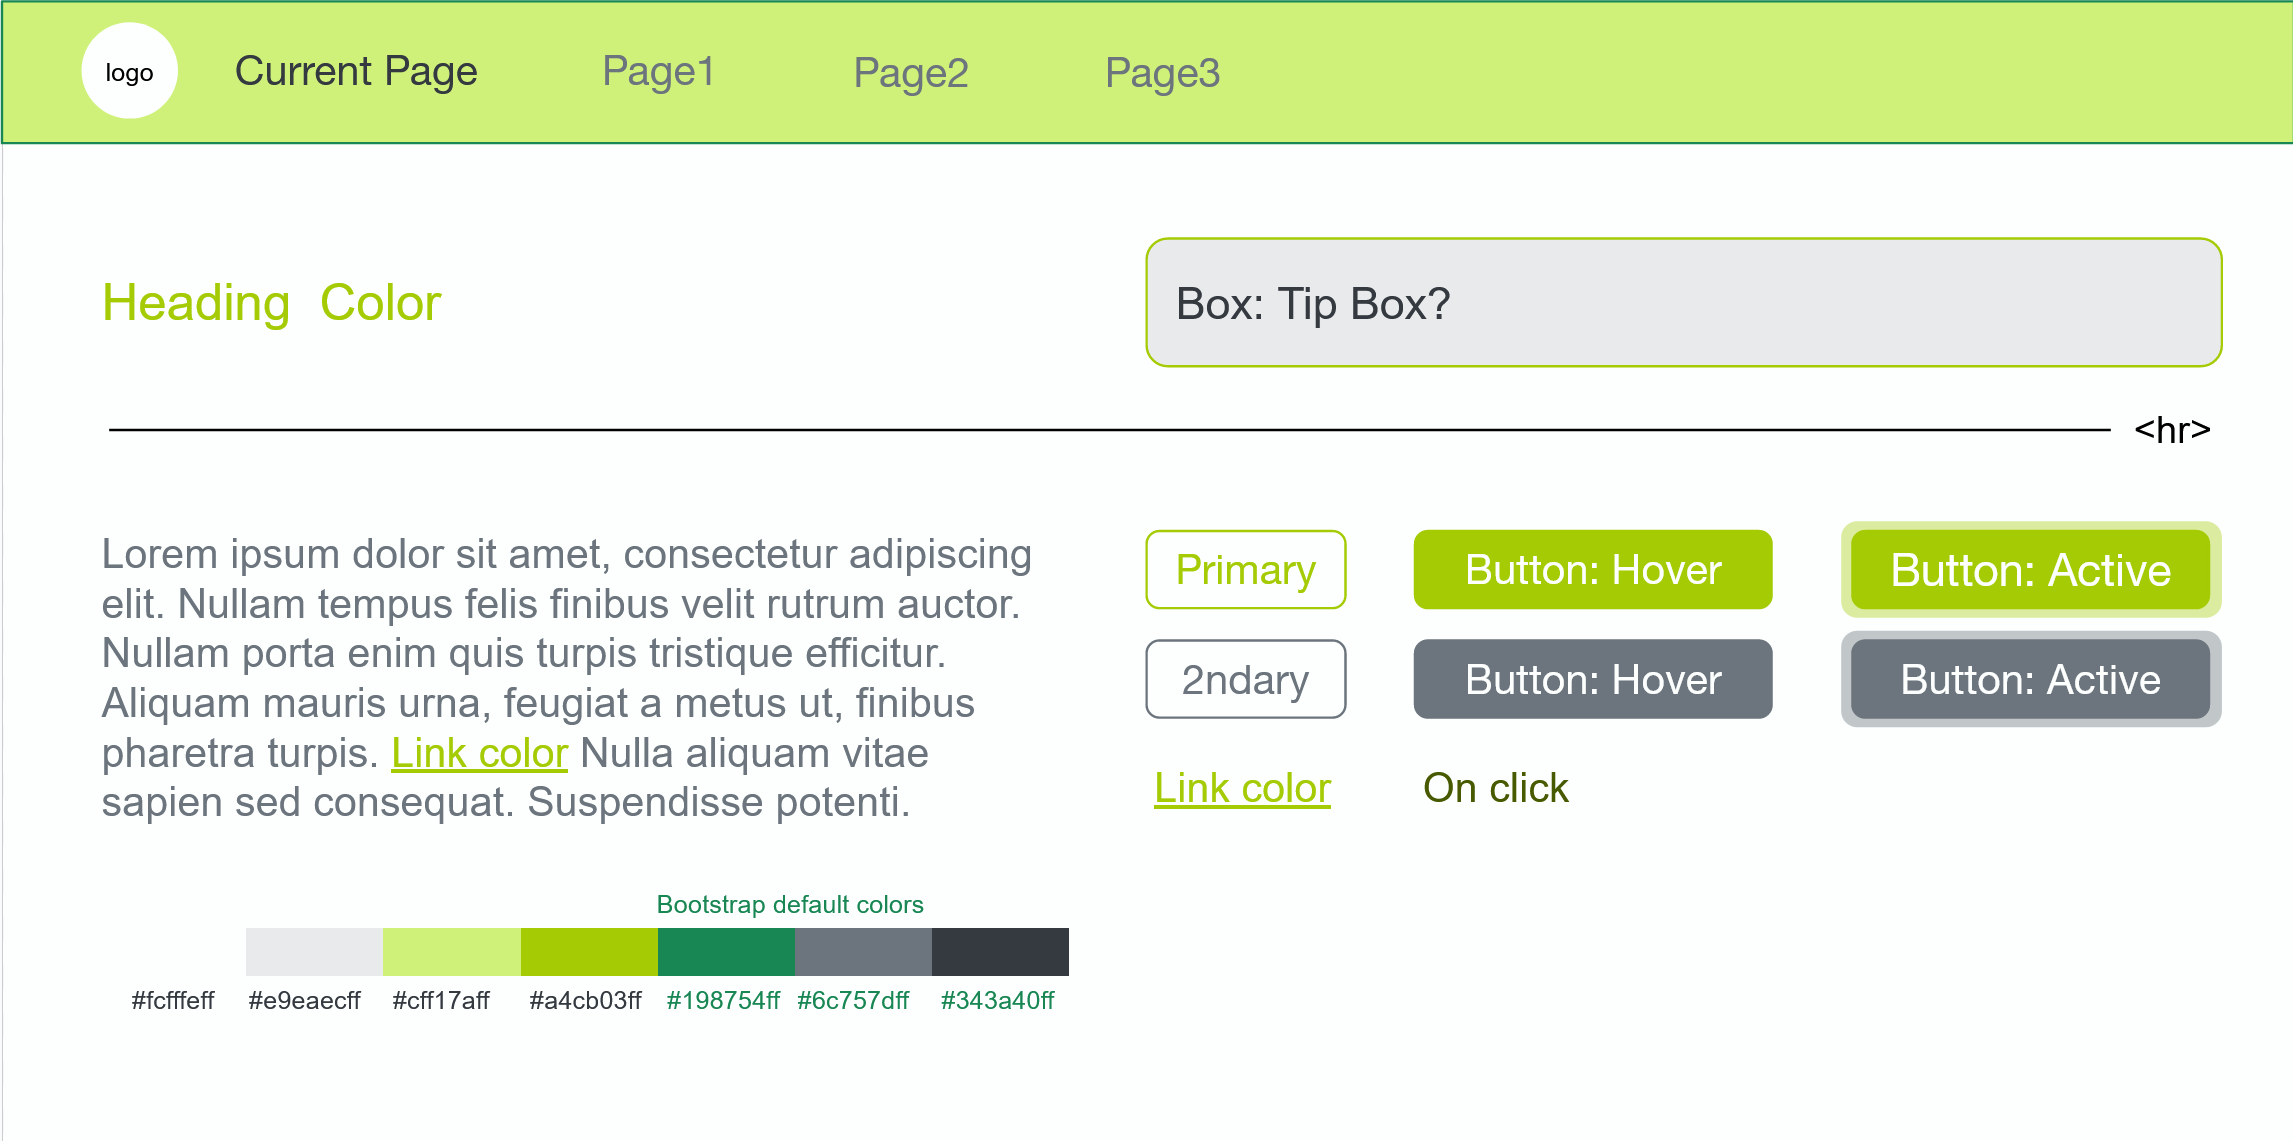 logo
Current Page
Page1
Page2
Page3
Heading  Color
Box: Tip Box?
<hr>
Lorem ipsum dolor sit amet, consectetur adipiscing
elit. Nullam tempus felis finibus velit rutrum auctor.
Nullam porta enim quis turpis tristique efficitur.
Aliquam mauris urna, feugiat a metus ut, finibus
pharetra turpis. Link color Nulla aliquam vitae
sapien sed consequat. Suspendisse potenti.
Primary
Button: Hover
Button: Active
2ndary
Button: Hover
Button: Active
Link color
On click
Bootstrap default colors
#fcfffeff
#e9eaecff
#cff17aff
#a4cb03ff
#198754ff
#6c757dff
#343a40ff